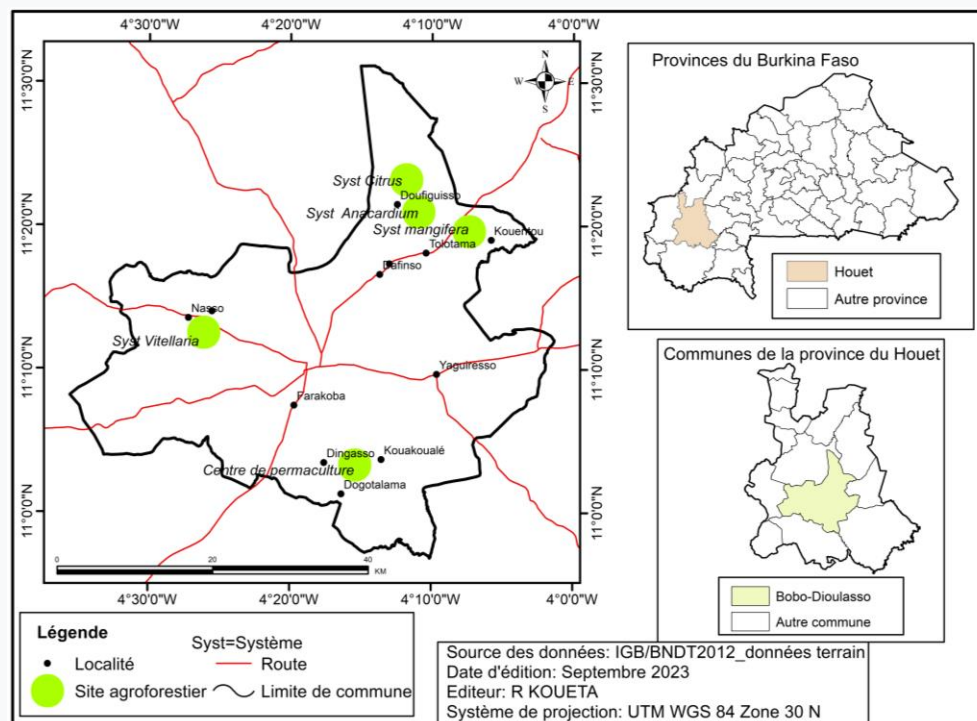 4°30'0"W 4°20'0"W 4°10'0"W 4°0'0"W
11°30'0"N
11°20'0"N
11°10'0"N
11°0'0"N
N
W E
S
Syst Citrus
Doufiguisso
Syst Anacardium
Syst mangifera
Kouentou
Tolotama
Bafinso
Nasso
Syst Vitellaria
Yaguiresso
Farakoba
Dingasso
Kouakoualé
Centre de permaculture
Dogotalama
0 20 40
KM
11°30'0"N
11°20'0"N
11°10'0"N
11°0'0"N
4°30'0"W 4°20'0"W 4°10'0"W 4°0'0"W
Provinces du Burkina Faso
Houet
Autre province
Communes de la province du Houet
Bobo-Dioulasso
Autre commune
Légende
Syst=Système
Localité
Route
Site agroforestier
Limite de commune
Source des données: IGB/BNDT2012_données terrain
Date d'édition: Septembre 2023
Editeur: R KOUETA
Système de projection: UTM WGS 84 Zone 30 N